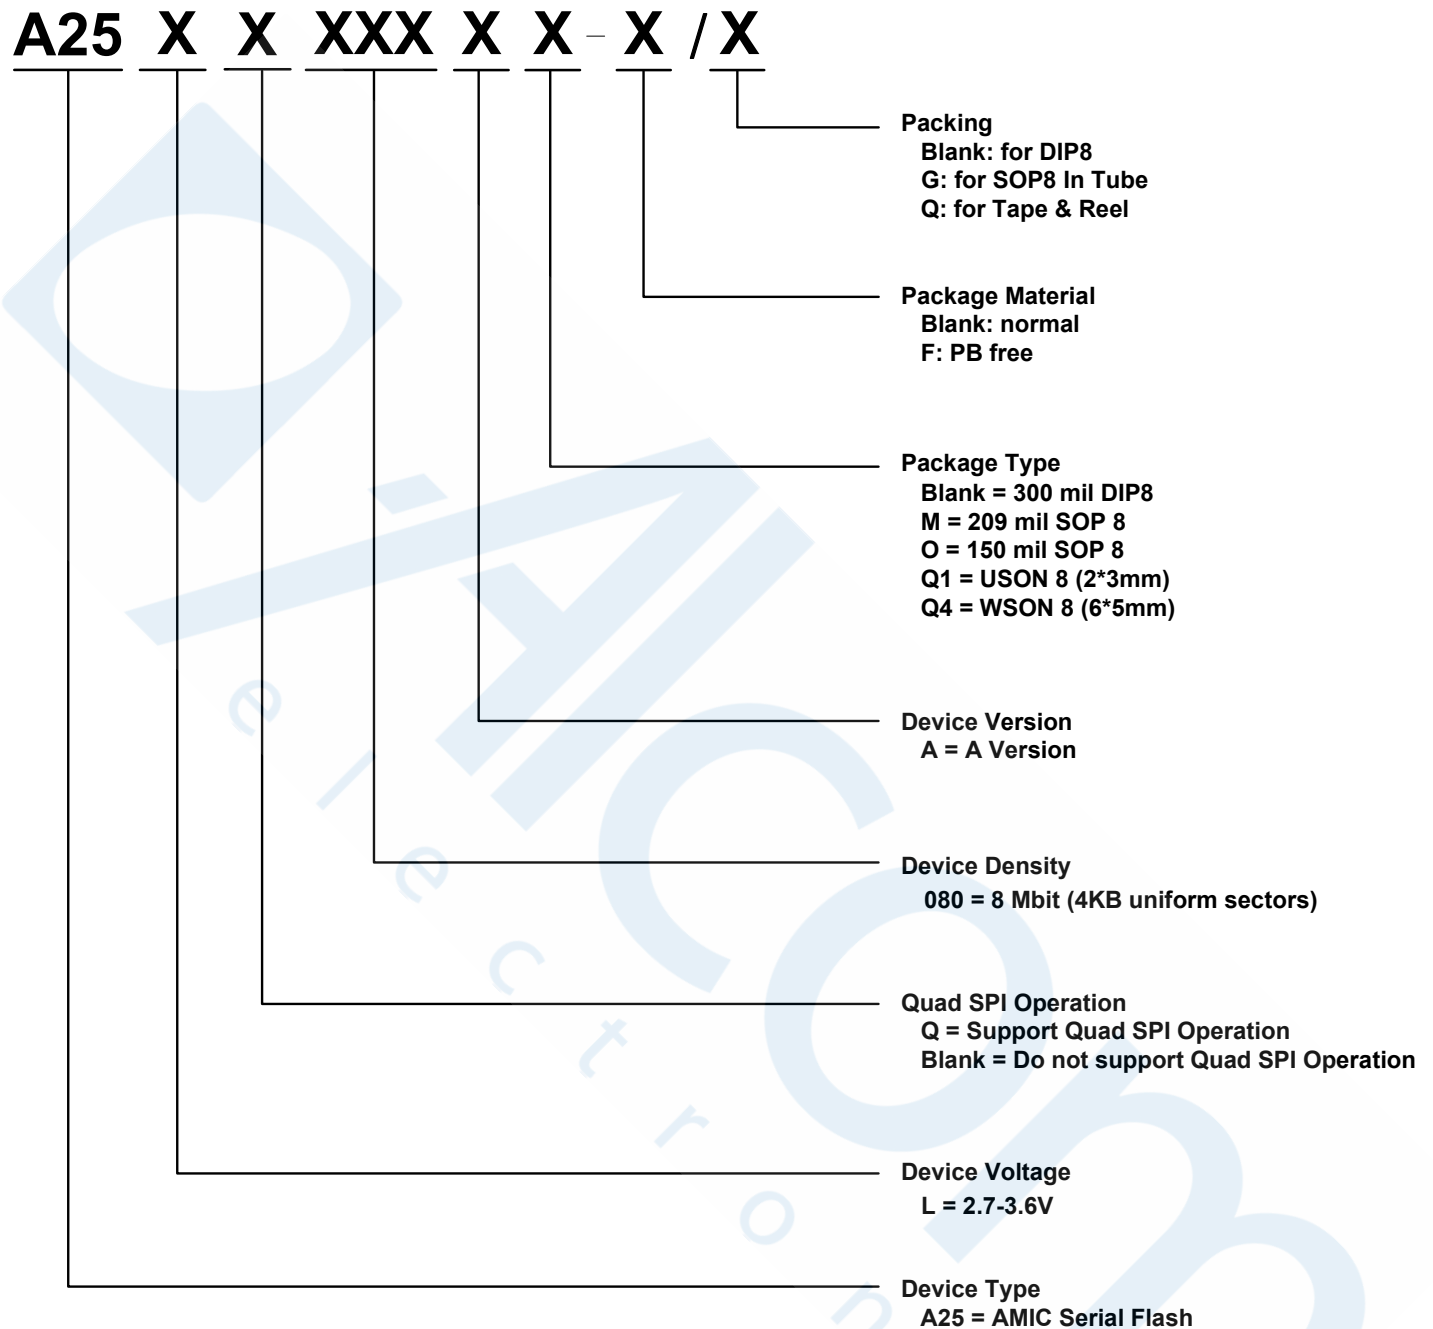 A25 X X XXX X X - X / X
Packing
Blank: for DIP8
G: for SOP8 In Tube
Q: for Tape & Reel
Package Material
Blank: normal
F: PB free
Package Type
Blank = 300 mil DIP8
M = 209 mil SOP 8
O = 150 mil SOP 8
Q1 = USON 8 (2*3mm)
Q4 = WSON 8 (6*5mm)
Device Version
A = A Version
Device Density
080 = 8 Mbit (4KB uniform sectors)
Quad SPI Operation
Q = Support Quad SPI Operation
Blank = Do not support Quad SPI Operation
Device Voltage
L = 2.7-3.6V
Device Type
A25 = AMIC Serial Flash